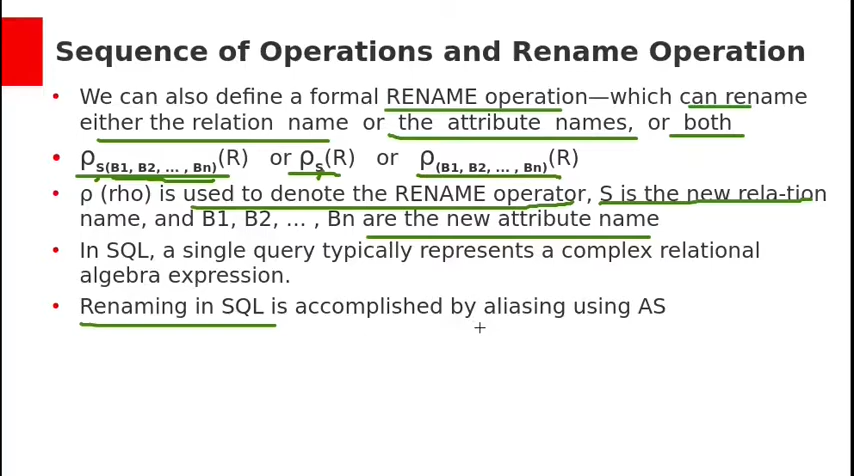 Sequence of Operations and Rename Operation
• We can also define a formal RENAME operation—which can rename
either the relation name or the attribute names, or both
• ρS(B1, B2, ... , Bn)(R) or ρS(R) or ρ(B1, B2, ... , Bn)(R)
• ρ (rho) is used to denote the RENAME operator, S is the new rela-tion
name, and B1, B2, ... , Bn are the new attribute name
• In SQL, a single query typically represents a complex relational
algebra expression.
• Renaming in SQL is accomplished by aliasing using AS